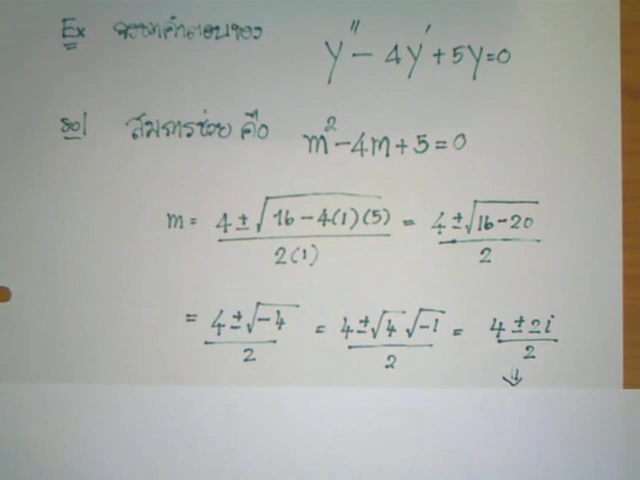 Ex จงหาคำตอบของ y'' - 4y' + 5y = 0
sol สมการช่วย คือ m² - 4m + 5 = 0
m = (4 ± √(16 - 4(1)(5))) / 2(1) = (4 ± √(16 - 20)) / 2
= (4 ± √-4) / 2 = (4 ± √4 √-1) / 2 = (4 ± 2i) / 2
↓